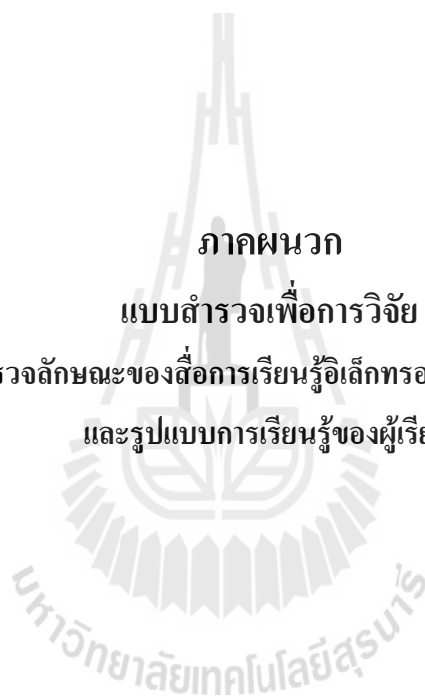 ภาคผนวก
แบบสำรวจเพื่อการวิจัย
รวจลักษณะของสื่อการเรียนรู้อิเล็กทรอ
และรูปแบบการเรียนรู้ของผู้เรีย
มหาวิทยาลัยเทคโนโลยีสุรนารี